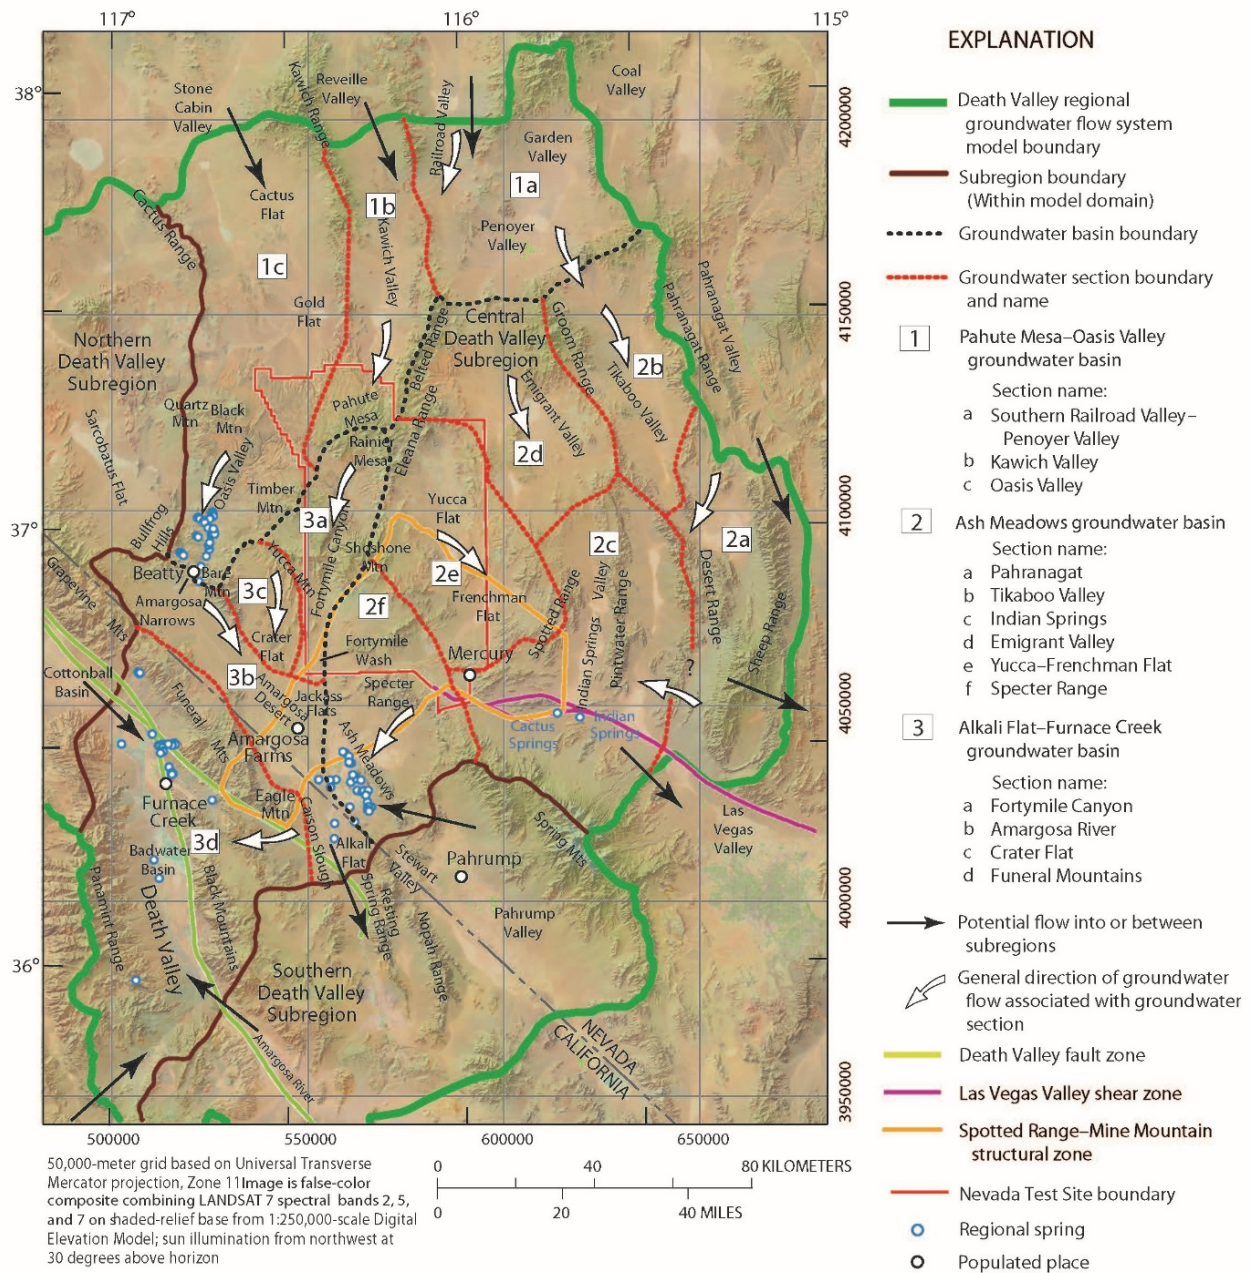 117°
116°
115°
38°
37°
36°
Stone
Cabin
Valley
Kawich Range
Reveille
Valley
Railroad Valley
Coal
Valley
Garden
Valley
4200000
Cactus
Flat
1b
1a
Cactus Range
Kawich Valley
Penoyer
Valley
1c
Gold
Flat
Pahranagat Valley
Pahranagat Range
4150000
Northern
Death Valley
Subregion
Belted Range
Central
Death Valley
Subregion
Groom Range
2b
Tikaboo Valley
Emigrant Valley
Pahute
Mesa
Quartz
Mtn
Black
Mtn
Sarcobatus Flat
Rainier
Mesa
Eleana Range
2d
Oasis Valley
Timber
Mtn
Yucca
Flat
4100000
3a
Bullfrog
Hills
Fortymile Canyon
Shoshone
Mtn
2c
2a
Beatty
Bare
Mtn
Yucca Mtn
2e
Grapevine
Mts
Amargosa
Narrows
3c
2f
Frenchman
Flat
Spotted Range
Indian Springs
Valley
Pintwater Range
Desert Range
Sheep Range
Crater
Flat
Fortymile
Wash
Mercury
?
Cottonball
Basin
3b
Amargosa
Desert
Jackass
Flats
Specter
Range
4050000
Funeral
Mts
Cactus
Springs
Indian
Springs
Amargosa
Farms
Ash Meadows
Furnace
Creek
Eagle
Mtn
Carson Slough
3d
Las
Vegas
Valley
Badwater
Basin
Alkali
Flat
Stewart
Valley
Pahrump
Spring Mts
Panamint Range
Death Valley
Black Mountains
Resting
Spring Range
Nopah Range
Pahrump
Valley
4000000
Southern
Death Valley
Subregion
NEVADA
CALIFORNIA
Amargosa River
3950000
500000
550000
600000
650000
50,000-meter grid based on Universal Transverse
Mercator projection, Zone 11Image is false-color
composite combining LANDSAT 7 spectral bands 2, 5,
and 7 on shaded-relief base from 1:250,000-scale Digital
Elevation Model; sun illumination from northwest at
30 degrees above horizon
0 40 80 KILOMETERS
0 20 40 MILES
EXPLANATION
Death Valley regional
groundwater flow system
model boundary
Subregion boundary
(Within model domain)
Groundwater basin boundary
Groundwater section boundary
and name
1 Pahute Mesa–Oasis Valley
groundwater basin
Section name:
a Southern Railroad Valley–
Penoyer Valley
b Kawich Valley
c Oasis Valley
2 Ash Meadows groundwater basin
Section name:
a Pahranagat
b Tikaboo Valley
c Indian Springs
d Emigrant Valley
e Yucca–Frenchman Flat
f Specter Range
3 Alkali Flat–Furnace Creek
groundwater basin
Section name:
a Fortymile Canyon
b Amargosa River
c Crater Flat
d Funeral Mountains
Potential flow into or between
subregions
General direction of groundwater
flow associated with groundwater
section
Death Valley fault zone
Las Vegas Valley shear zone
Spotted Range–Mine Mountain
structural zone
Nevada Test Site boundary
Regional spring
Populated place